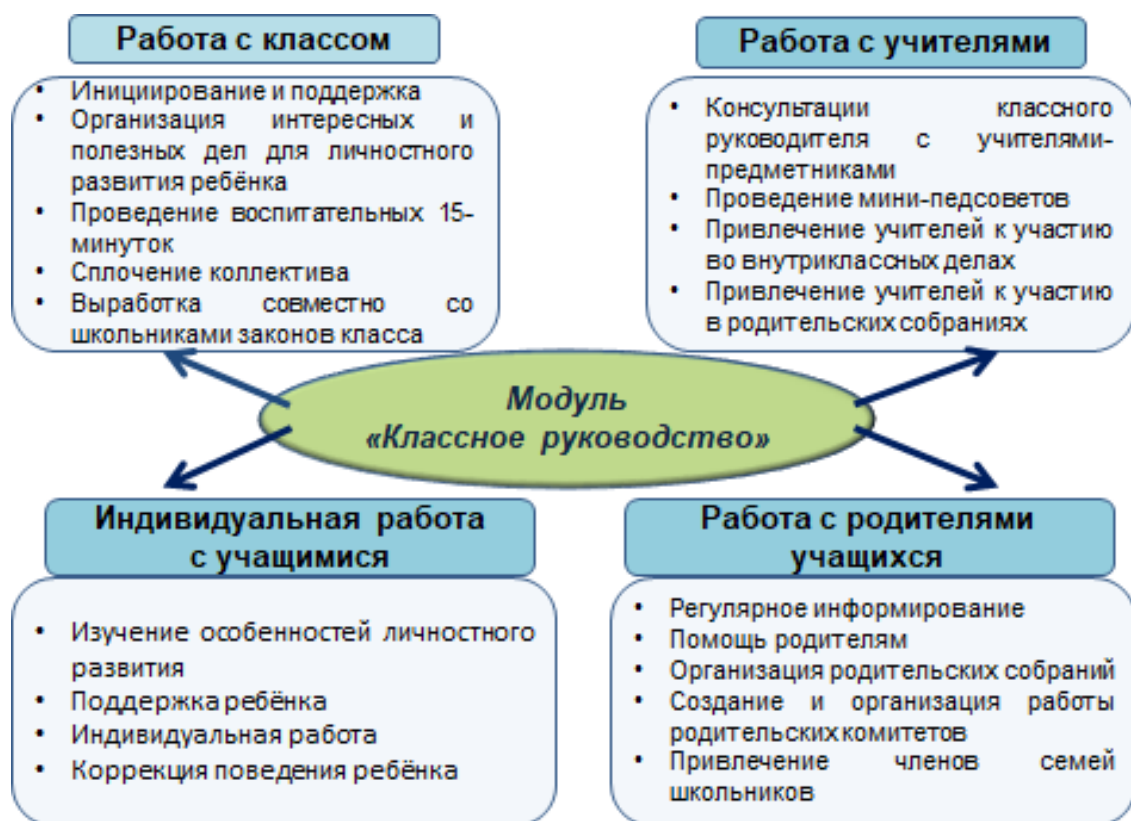 Работа с классом
• Инициирование и поддержка
• Организация интересных и
полезных дел для личностного
развития ребёнка
• Проведение воспитательных 15-
минуток
• Сплочение коллектива
• Выработка совместно со
школьниками законов класса
Работа с учителями
• Консультации классного
руководителя с учителями-
предметниками
• Проведение мини-педсоветов
• Привлечение учителей к участию
во внутриклассных делах
• Привлечение учителей к участию
в родительских собраниях
Модуль
«Классное руководство»
Индивидуальная работа
с учащимися
• Изучение особенностей личностного
развития
• Поддержка ребёнка
• Индивидуальная работа
• Коррекция поведения ребёнка
Работа с родителями
учащихся
• Регулярное информирование
• Помощь родителям
• Организация родительских собраний
• Создание и организация работы
родительских комитетов
• Привлечение членов семей
школьников